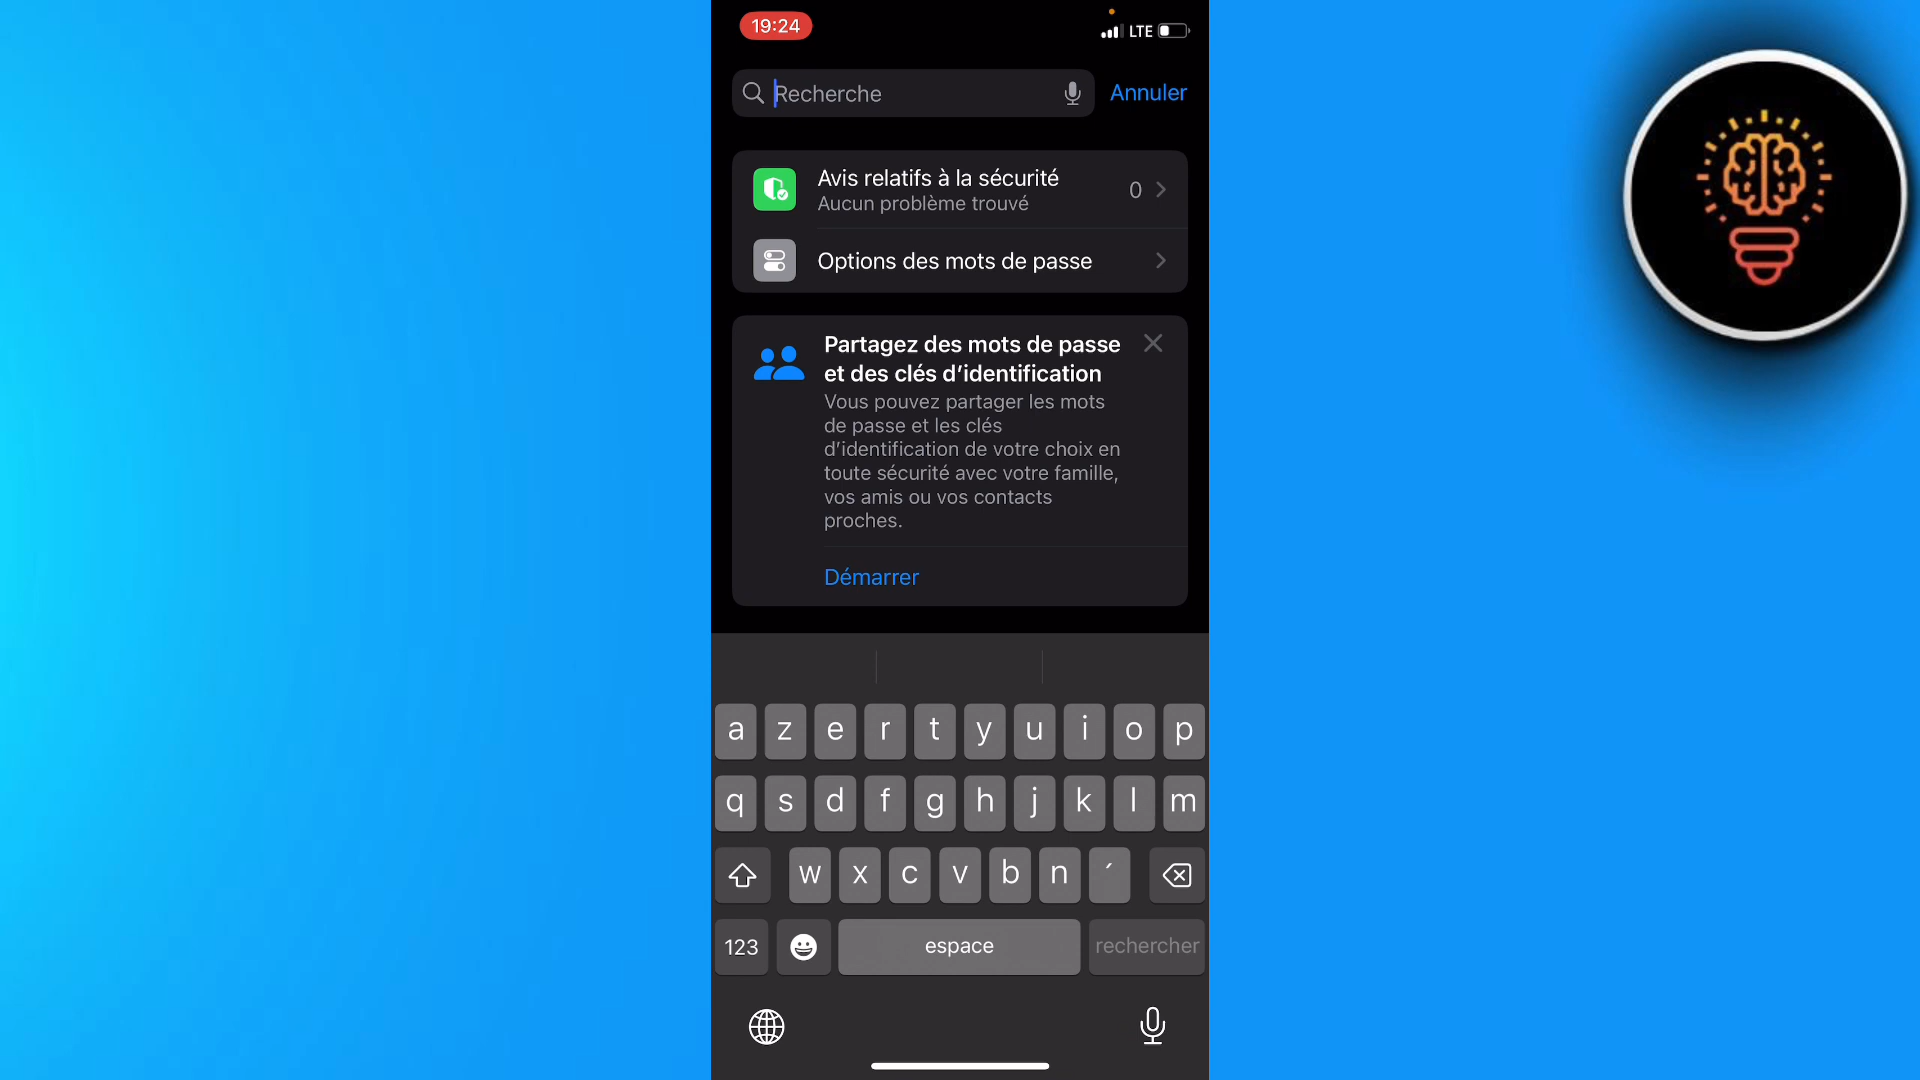 19:24
LTE
Recherche
Annuler
Avis relatifs à la sécurité
0
Aucun problème trouvé
Options des mots de passe
Partagez des mots de passe
et des clés d’identification
Vous pouvez partager les mots
de passe et les clés
d’identification de votre choix en
toute sécurité avec votre famille,
vos amis ou vos contacts
proches.
Démarrer
a z e r t y u i o p
q s d f g h j k l m
w x c v b n ´
123 espace rechercher